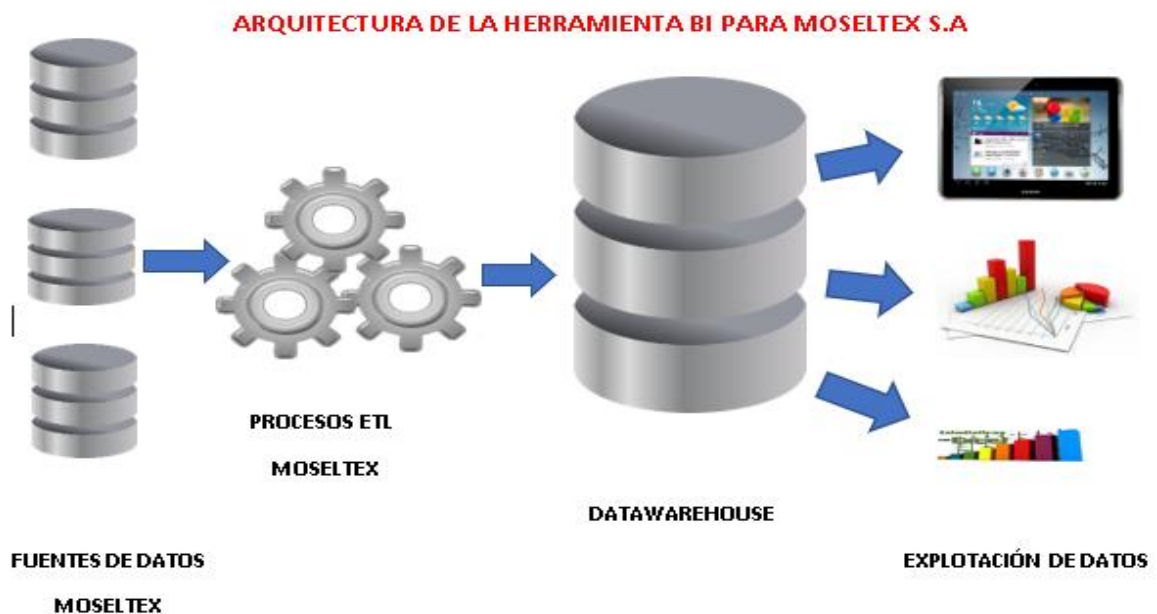 ARQUITECTURA DE LA HERRAMIENTA BI PARA MOSELTEX S.A
PROCESOS ETL
MOSELTEX
DATAWAREHOUSE
FUENTES DE DATOS
MOSELTEX
EXPLOTACIÓN DE DATOS